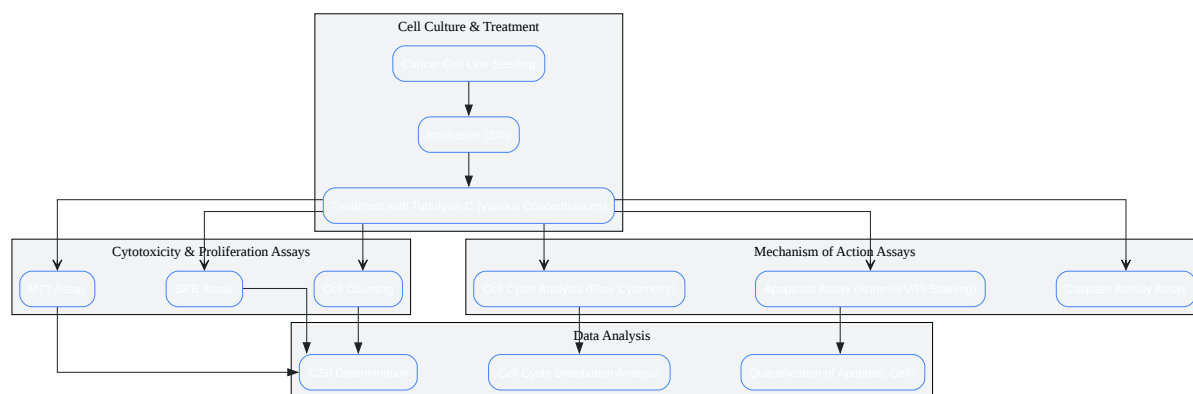 Cell Culture & Treatment
Cancer Cell Line Seeding
Incubation (24h)
Treatment with Tubulysin C (Various Concentrations)
Cytotoxicity & Proliferation Assays
Mechanism of Action Assays
MTT Assay
SRB Assay
Cell Counting
Cell Cycle Analysis (Flow Cytometry)
Apoptosis Assay (Annexin V/PI Staining)
Caspase Activity Assay
Data Analysis
IC50 Determination
Cell Cycle Distribution Analysis
Quantification of Apoptotic Cells